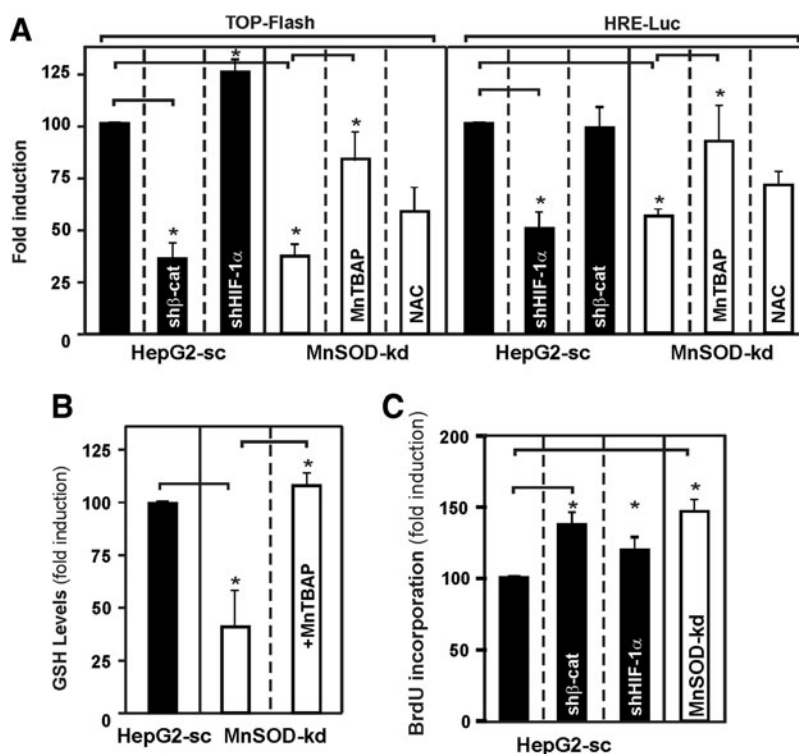 A
TOP-Flash
HRE-Luc
Fold induction
125
100
75
50
25
0
*
*
*
*
*
*
*
shβ-cat
shHIF-1α
MnTBAP
NAC
shHIF-1α
shβ-cat
MnTBAP
NAC
HepG2-sc
MnSOD-kd
HepG2-sc
MnSOD-kd
B
GSH Levels (fold induction)
125
100
75
50
25
0
*
*
+MnTBAP
HepG2-sc
MnSOD-kd
C
BrdU incorporation (fold induction)
200
150
100
50
0
*
*
*
shβ-cat
shHIF-1α
MnSOD-kd
HepG2-sc